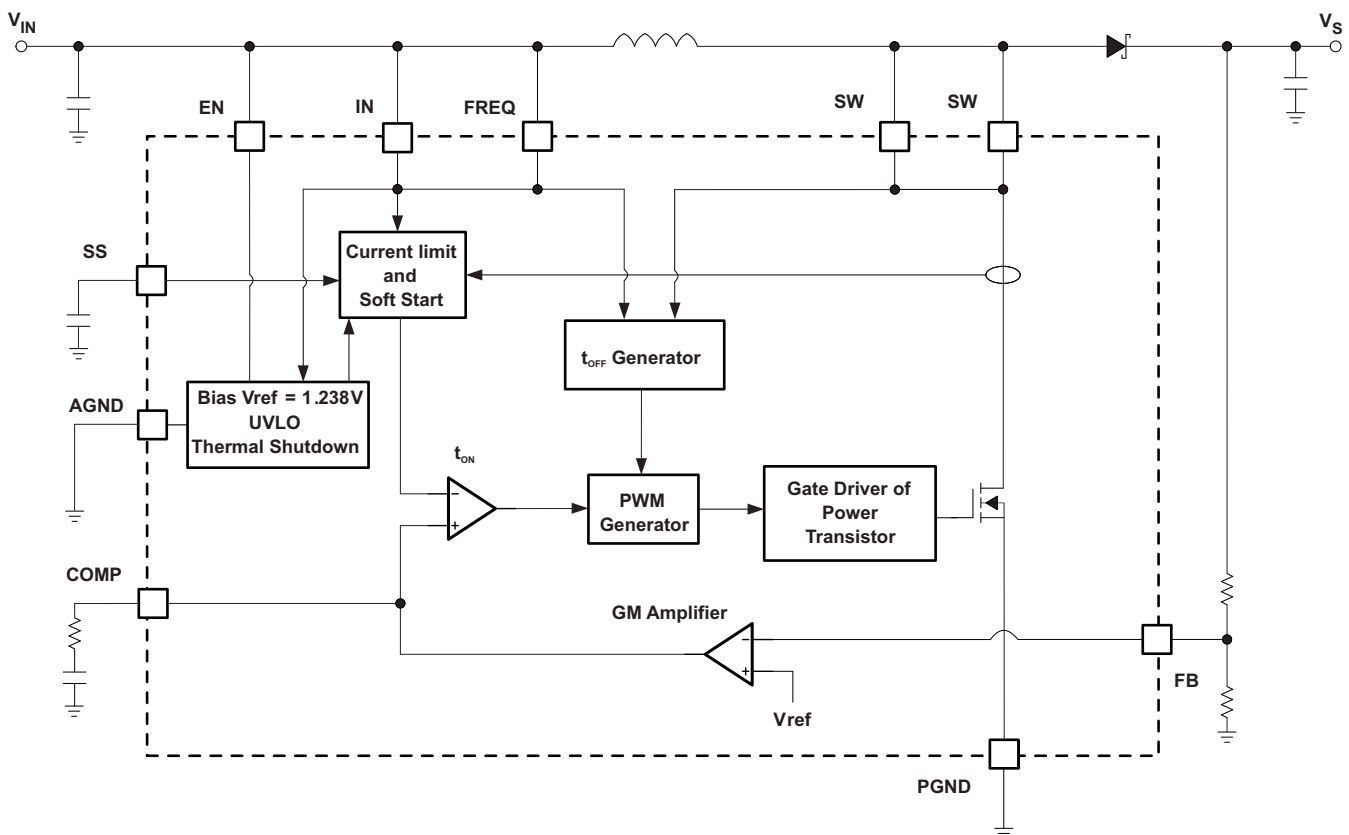 VIN
VS
EN
IN
FREQ
SW
SW
SS
Current limit
and
Soft Start
tOFF Generator
AGND
Bias Vref = 1.238V
UVLO
Thermal Shutdown
tON
−
+
PWM
Generator
Gate Driver of
Power
Transistor
COMP
GM Amplifier
−
+
Vref
FB
PGND